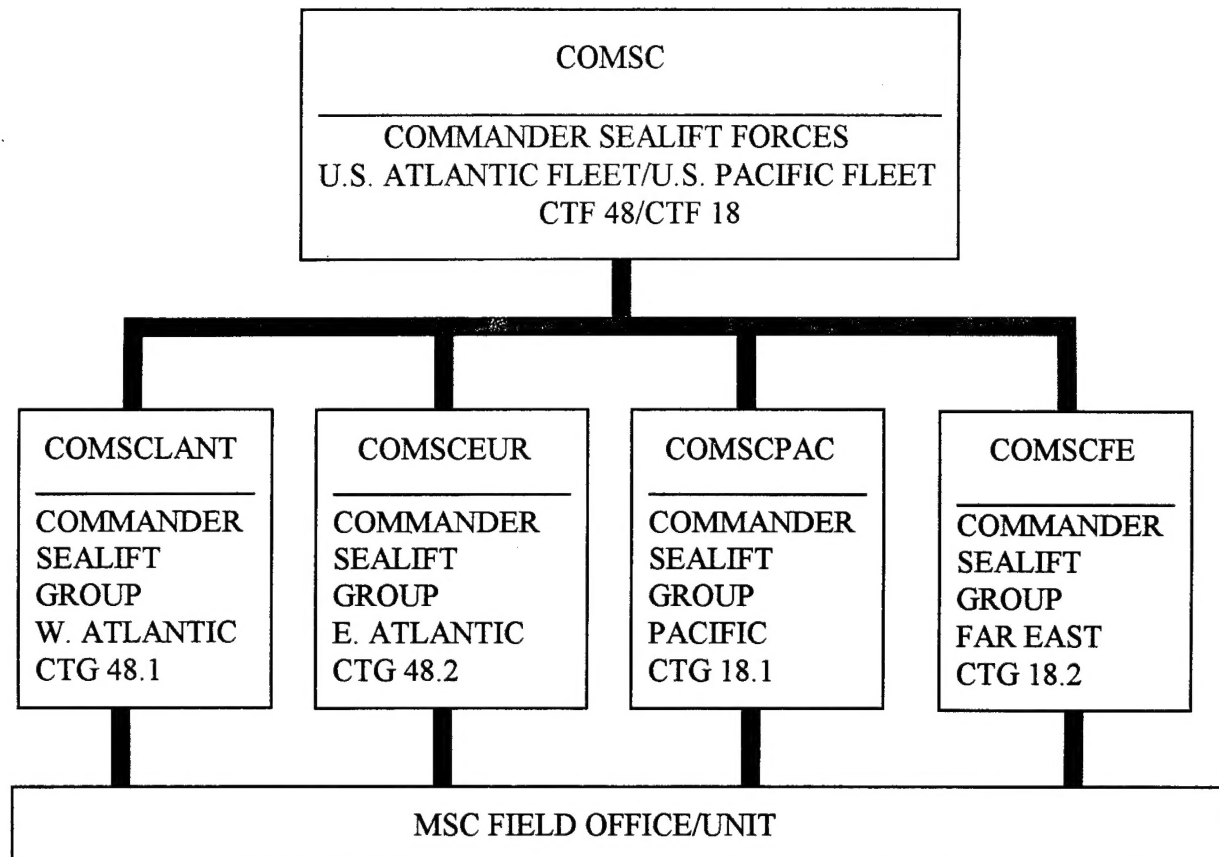 COMSC
COMMANDER SEALIFT FORCES
U.S. ATLANTIC FLEET/U.S. PACIFIC FLEET
CTF 48/CTF 18
COMSCLANT
COMMANDER
SEALIFT
GROUP
W. ATLANTIC
CTG 48.1
COMSCEUR
COMMANDER
SEALIFT
GROUP
E. ATLANTIC
CTG 48.2
COMSCPAC
COMMANDER
SEALIFT
GROUP
PACIFIC
CTG 18.1
COMSCFE
COMMANDER
SEALIFT
GROUP
FAR EAST
CTG 18.2
MSC FIELD OFFICE/UNIT